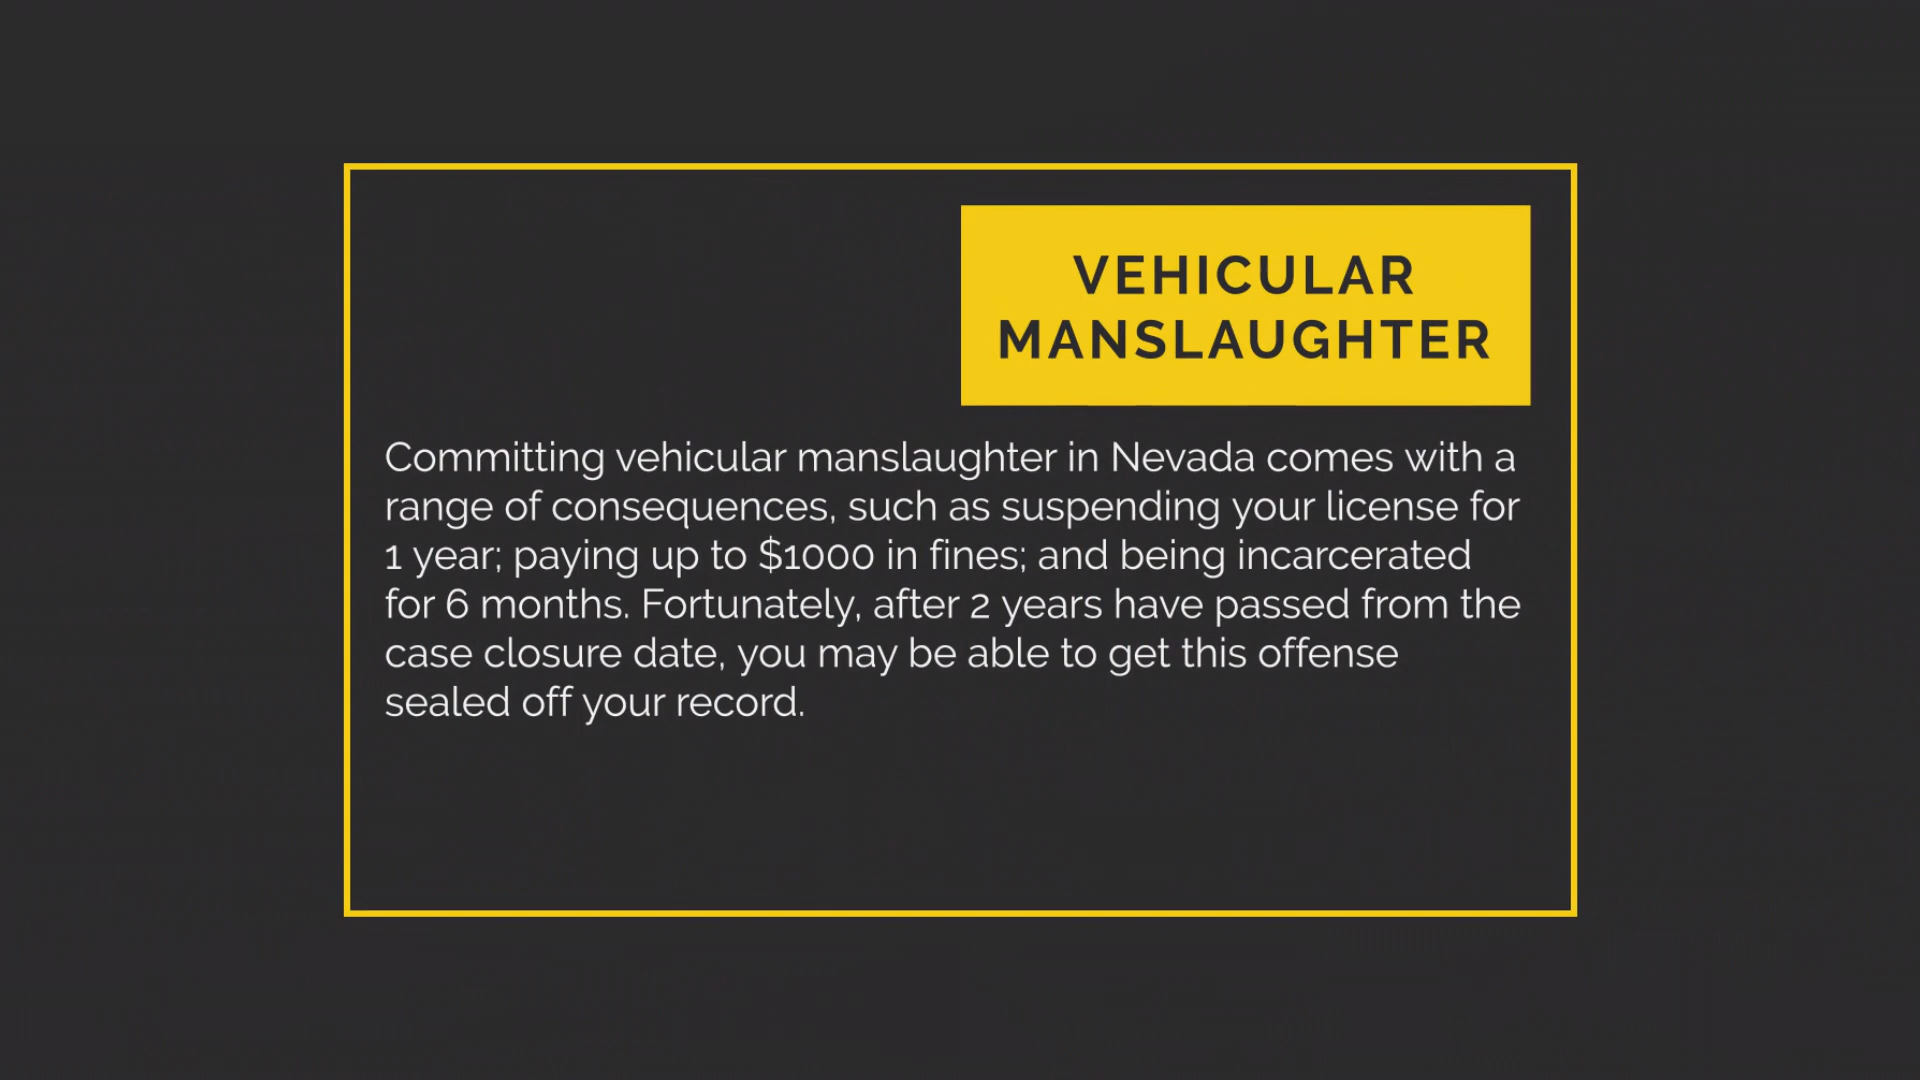 VEHICULAR
MANSLAUGHTER
Committing vehicular manslaughter in Nevada comes with a
range of consequences, such as suspending your license for
1 year; paying up to $1000 in fines; and being incarcerated
for 6 months. Fortunately, after 2 years have passed from the
case closure date, you may be able to get this offense
sealed off your record.